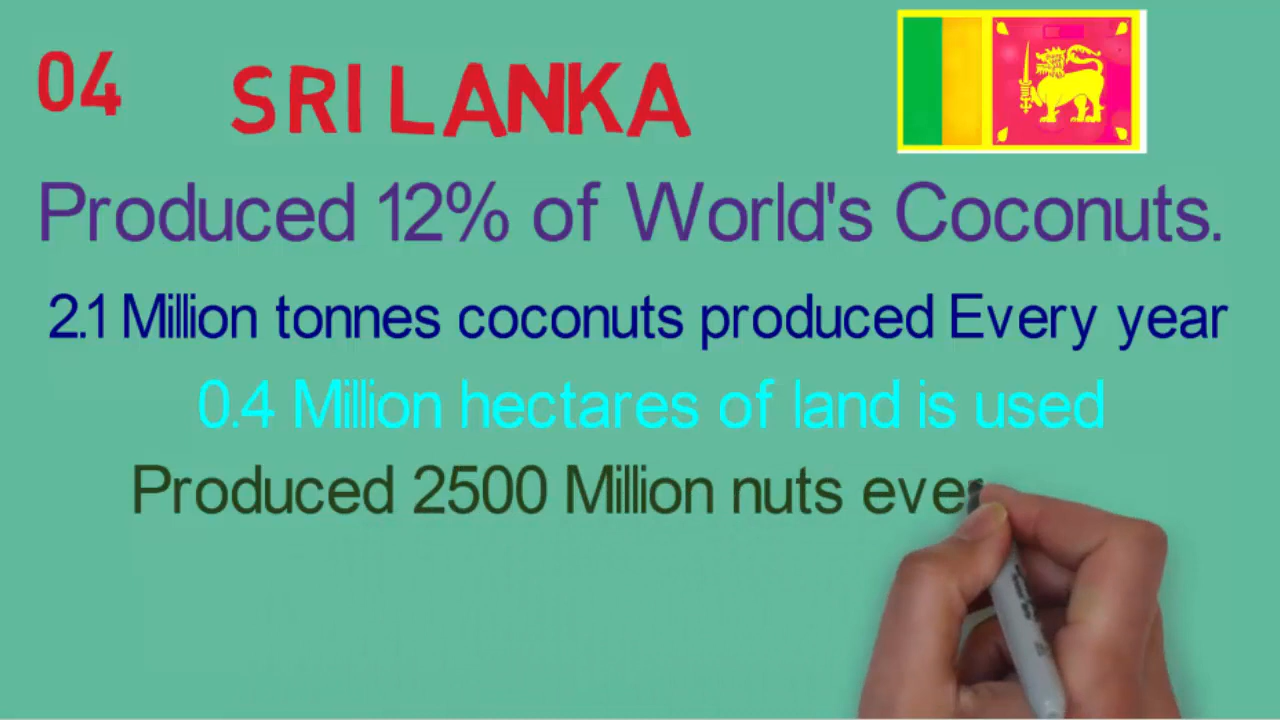 04 SRI LANKA
Produced 12% of World's Coconuts.
2.1 Million tonnes coconuts produced Every year
0.4 Million hectares of land is used
Produced 2500 Million nuts ever